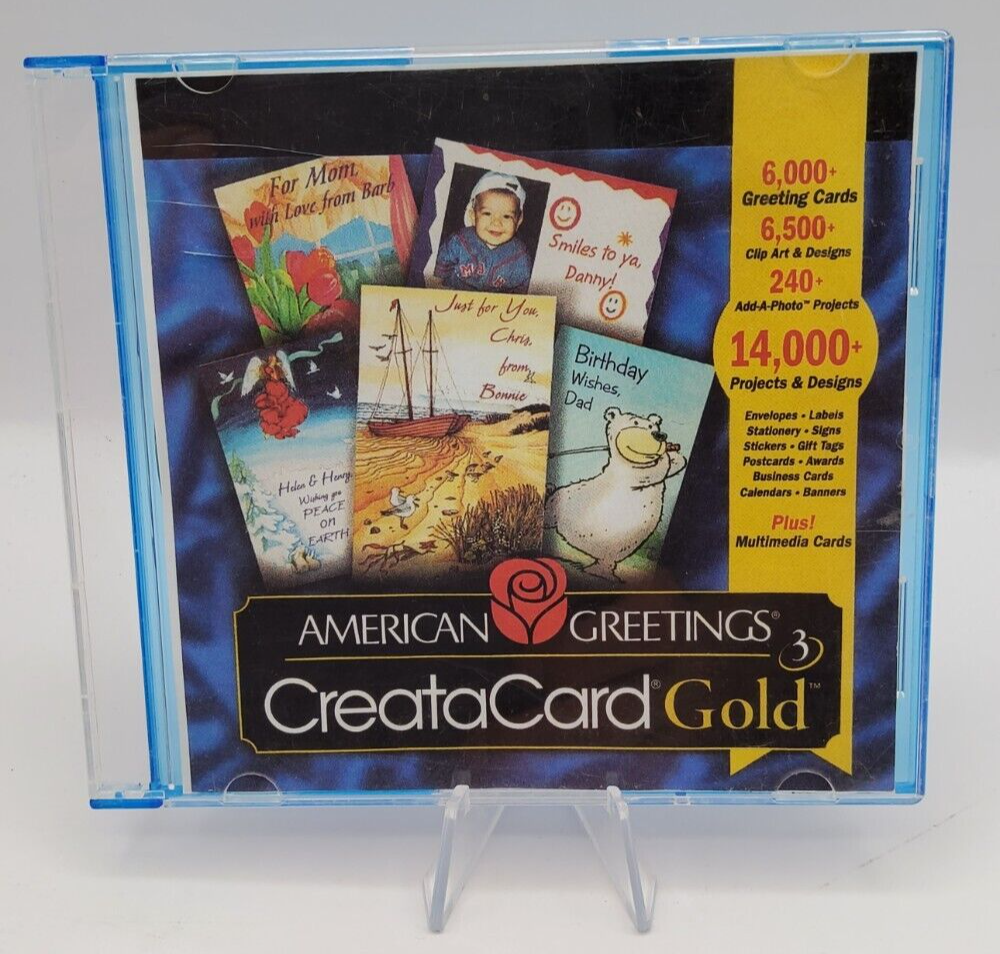 For Mom,
with Love from Barb
Smiles to ya,
Danny!
Just for You,
Chris,
from
Bonnie
Birthday
Wishes,
Dad
Helen & Henry,
Wishing you
PEACE
on
EARTH
6,000+
Greeting Cards
6,500+
Clip Art & Designs
240+
Add-A-Photo™ Projects
14,000+
Projects & Designs
Envelopes • Labels
Stationery • Signs
Stickers • Gift Tags
Postcards • Awards
Business Cards
Calendars • Banners
Plus!
Multimedia Cards
AMERICAN GREETINGS®
3
CreataCard® Gold™